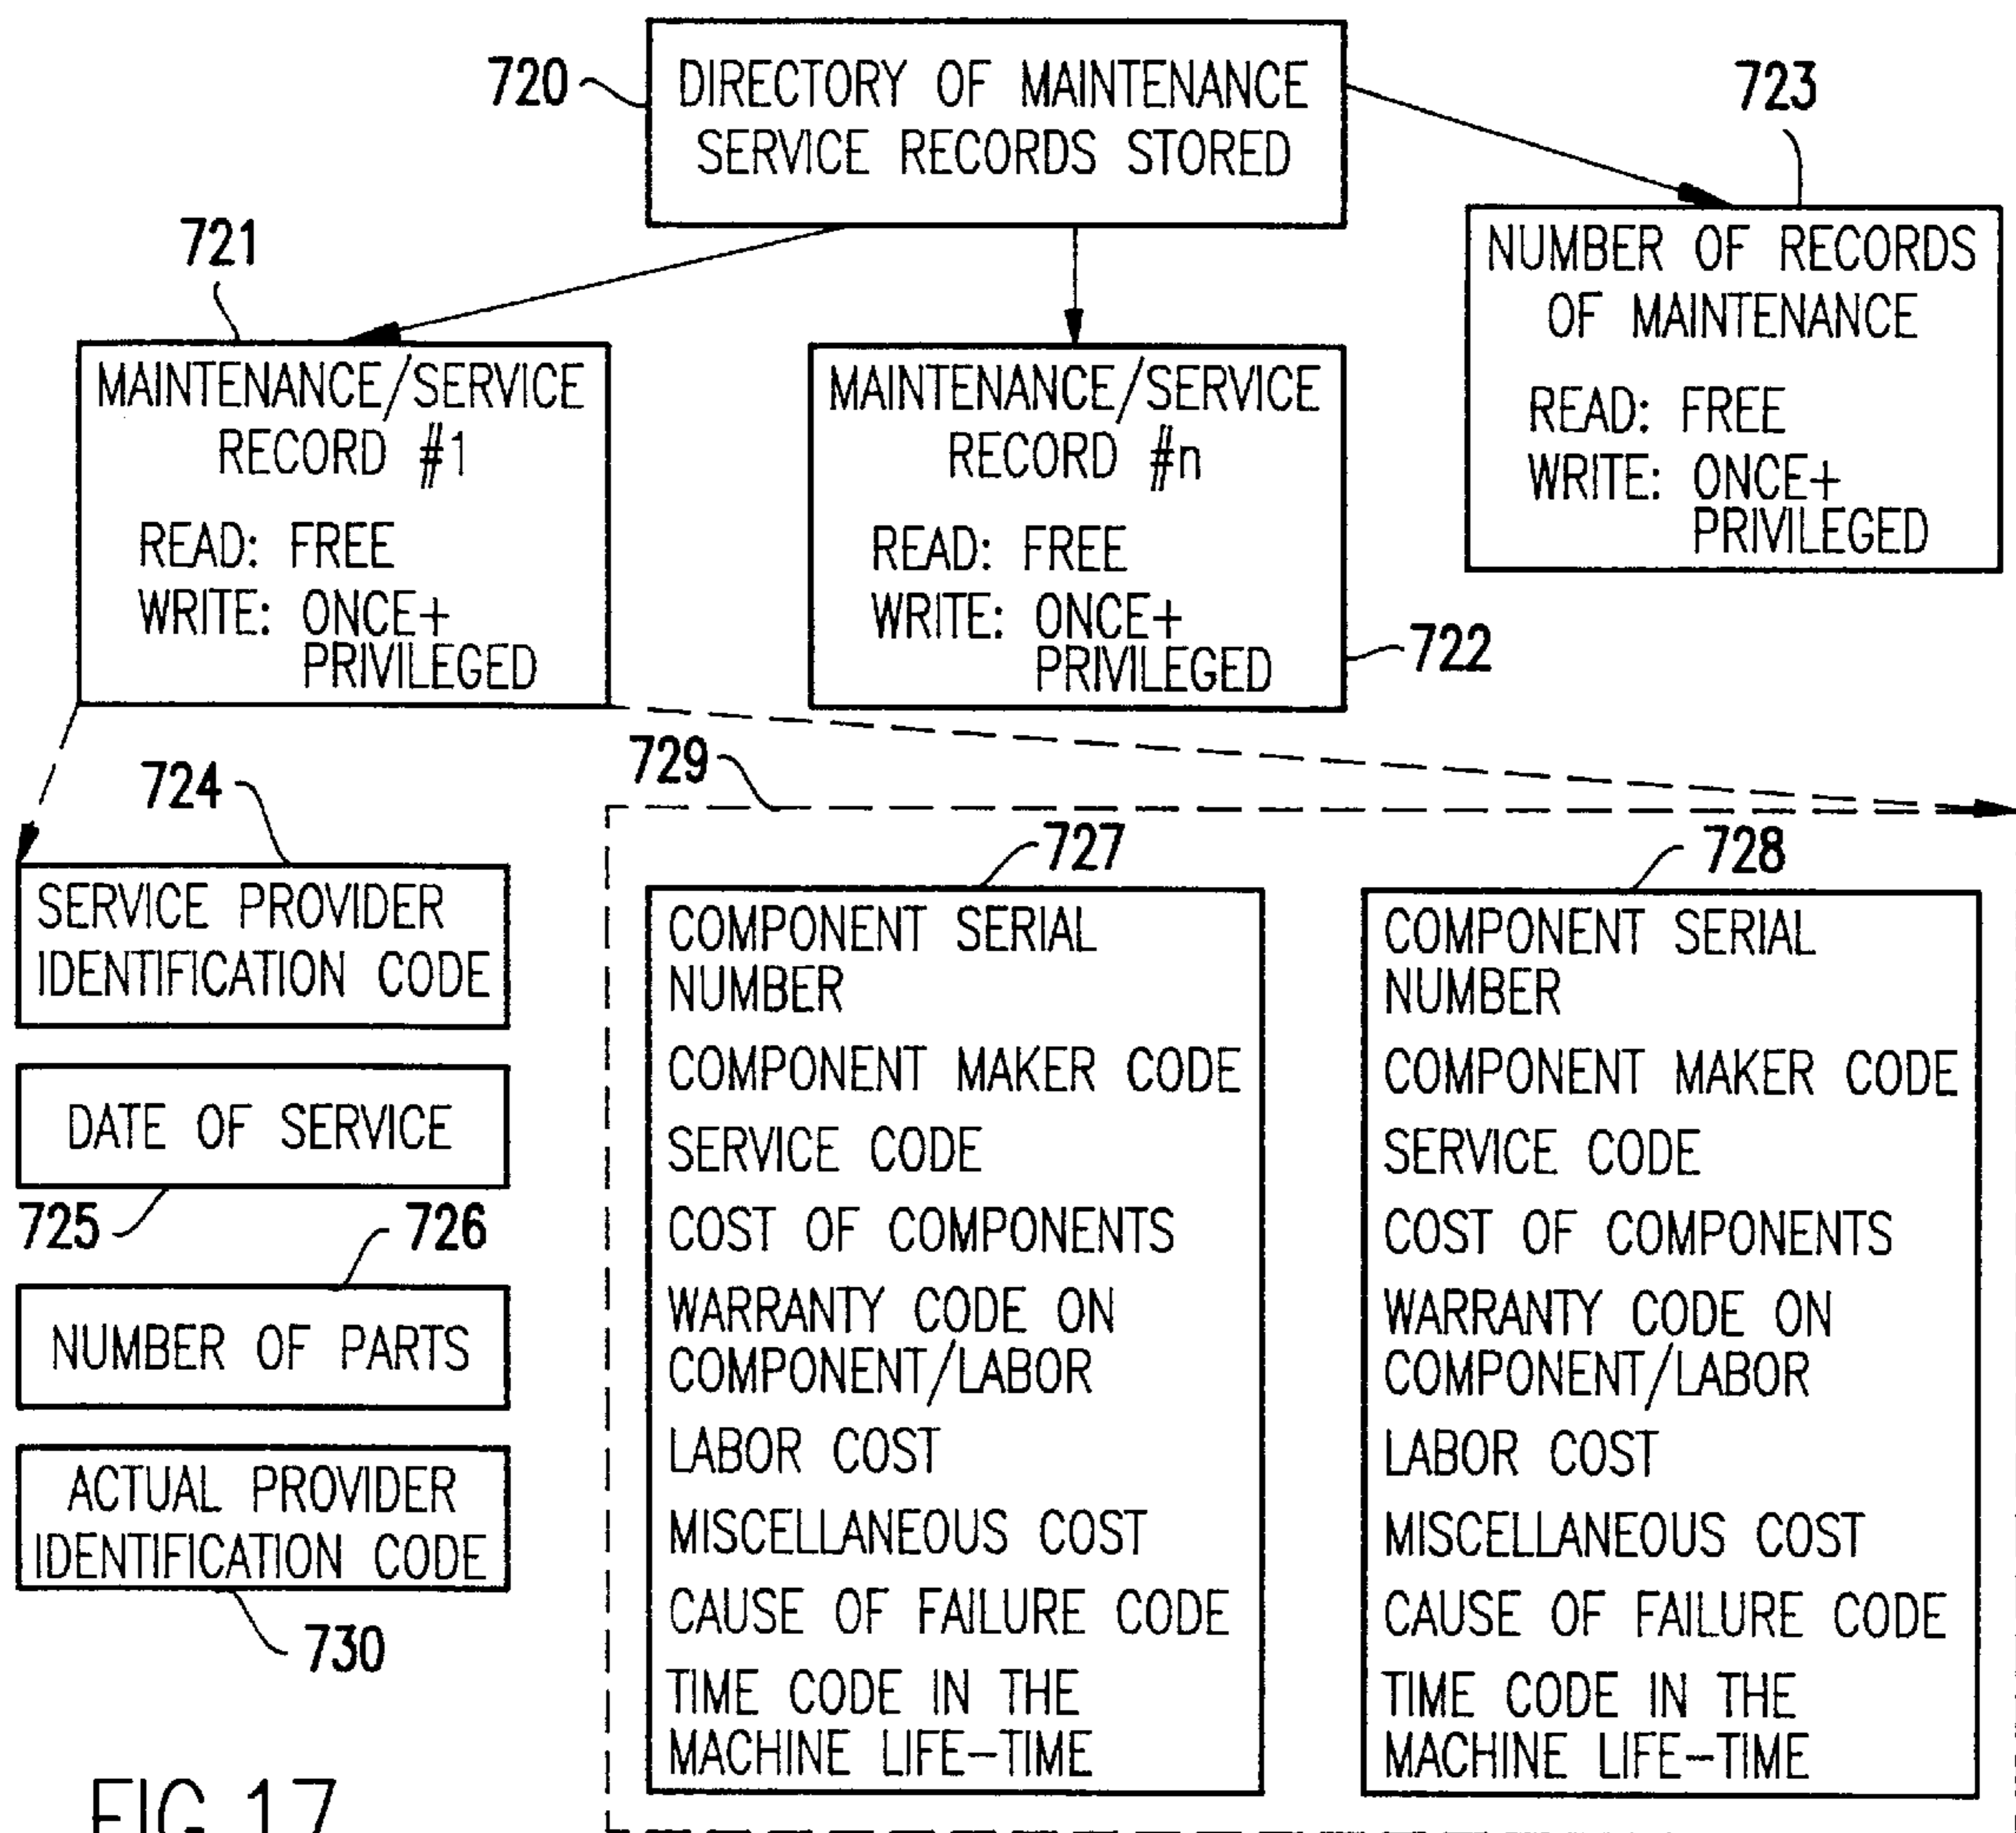 720
DIRECTORY OF MAINTENANCE
SERVICE RECORDS STORED
723
NUMBER OF RECORDS
OF MAINTENANCE
READ: FREE
WRITE: ONCE+
PRIVILEGED
721
MAINTENANCE/SERVICE
RECORD #1
READ: FREE
WRITE: ONCE+
PRIVILEGED
MAINTENANCE/SERVICE
RECORD #n
READ: FREE
WRITE: ONCE+
PRIVILEGED
722
724
SERVICE PROVIDER
IDENTIFICATION CODE
DATE OF SERVICE
725
726
NUMBER OF PARTS
ACTUAL PROVIDER
IDENTIFICATION CODE
730
729
727
COMPONENT SERIAL
NUMBER
COMPONENT MAKER CODE
SERVICE CODE
COST OF COMPONENTS
WARRANTY CODE ON
COMPONENT/LABOR
LABOR COST
MISCELLANEOUS COST
CAUSE OF FAILURE CODE
TIME CODE IN THE
MACHINE LIFE-TIME
728
COMPONENT SERIAL
NUMBER
COMPONENT MAKER CODE
SERVICE CODE
COST OF COMPONENTS
WARRANTY CODE ON
COMPONENT/LABOR
LABOR COST
MISCELLANEOUS COST
CAUSE OF FAILURE CODE
TIME CODE IN THE
MACHINE LIFE-TIME
FIG.17